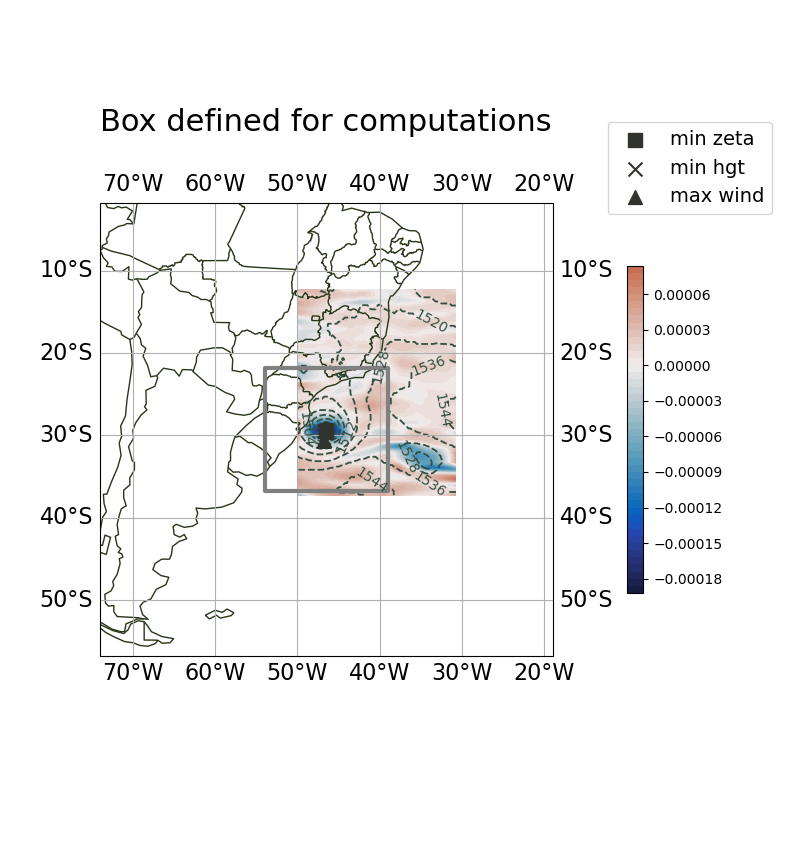 Box defined for computations
min zeta
min hgt
max wind
70°W 60°W 50°W 40°W 30°W 20°W
10°S 10°S
0.00006
1520
0.00003
20°S 20°S
1528
1536
0.00000
−0.00003
1544
30°S 30°S
−0.00006
1528
1544
1536
−0.00009
40°S 40°S
−0.00012
−0.00015
50°S 50°S
−0.00018
70°W 60°W 50°W 40°W 30°W 20°W